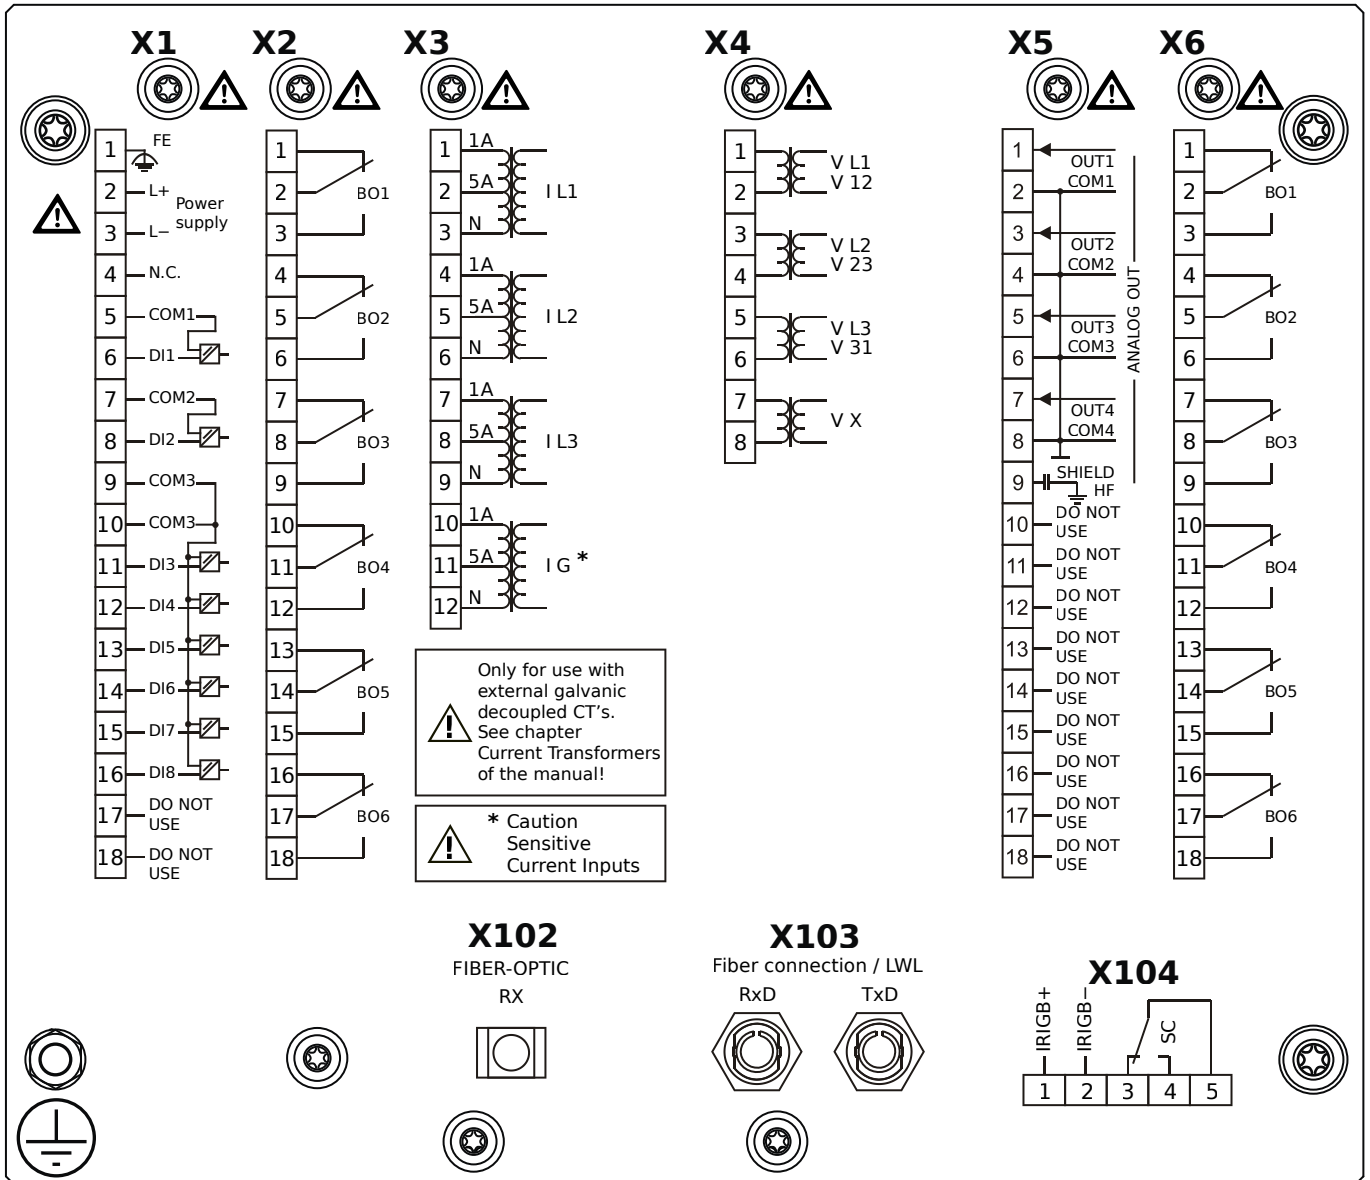 X1
X2
X3
X4
X5
X6
1
FE
2
L+
Power
supply
3
L−
4
N.C.
5
COM1
6
DI1
7
COM2
8
DI2
9
COM3
10
COM3
11
DI3
12
DI4
13
DI5
14
DI6
15
DI7
16
DI8
17
DO NOT
USE
18
DO NOT
USE
1
2
BO1
3
4
5
BO2
6
7
8
BO3
9
10
11
BO4
12
13
14
BO5
15
16
17
BO6
18
1
1A
2
5A
I L1
3
N
4
1A
5
5A
I L2
6
N
7
1A
8
5A
I L3
9
N
10
1A
11
5A
I G *
12
N
Only for use with
external galvanic
decoupled CT's.
See chapter
Current Transformers
of the manual!
* Caution
Sensitive
Current Inputs
1
V L1
2
V 12
3
V L2
4
V 23
5
V L3
6
V 31
7
V X
8
1
OUT1
2
COM1
3
OUT2
4
COM2
5
OUT3
6
COM3
7
OUT4
8
COM4
ANALOG OUT
9
SHIELD
HF
10
DO NOT
USE
11
DO NOT
USE
12
DO NOT
USE
13
DO NOT
USE
14
DO NOT
USE
15
DO NOT
USE
16
DO NOT
USE
17
DO NOT
USE
18
DO NOT
USE
1
2
BO1
3
4
5
BO2
6
7
8
BO3
9
10
11
BO4
12
13
14
BO5
15
16
17
BO6
18
X102
FIBER-OPTIC
RX
X103
Fiber connection / LWL
RxD
TxD
X104
IRIGB+
IRIGB−
SC
1
2
3
4
5